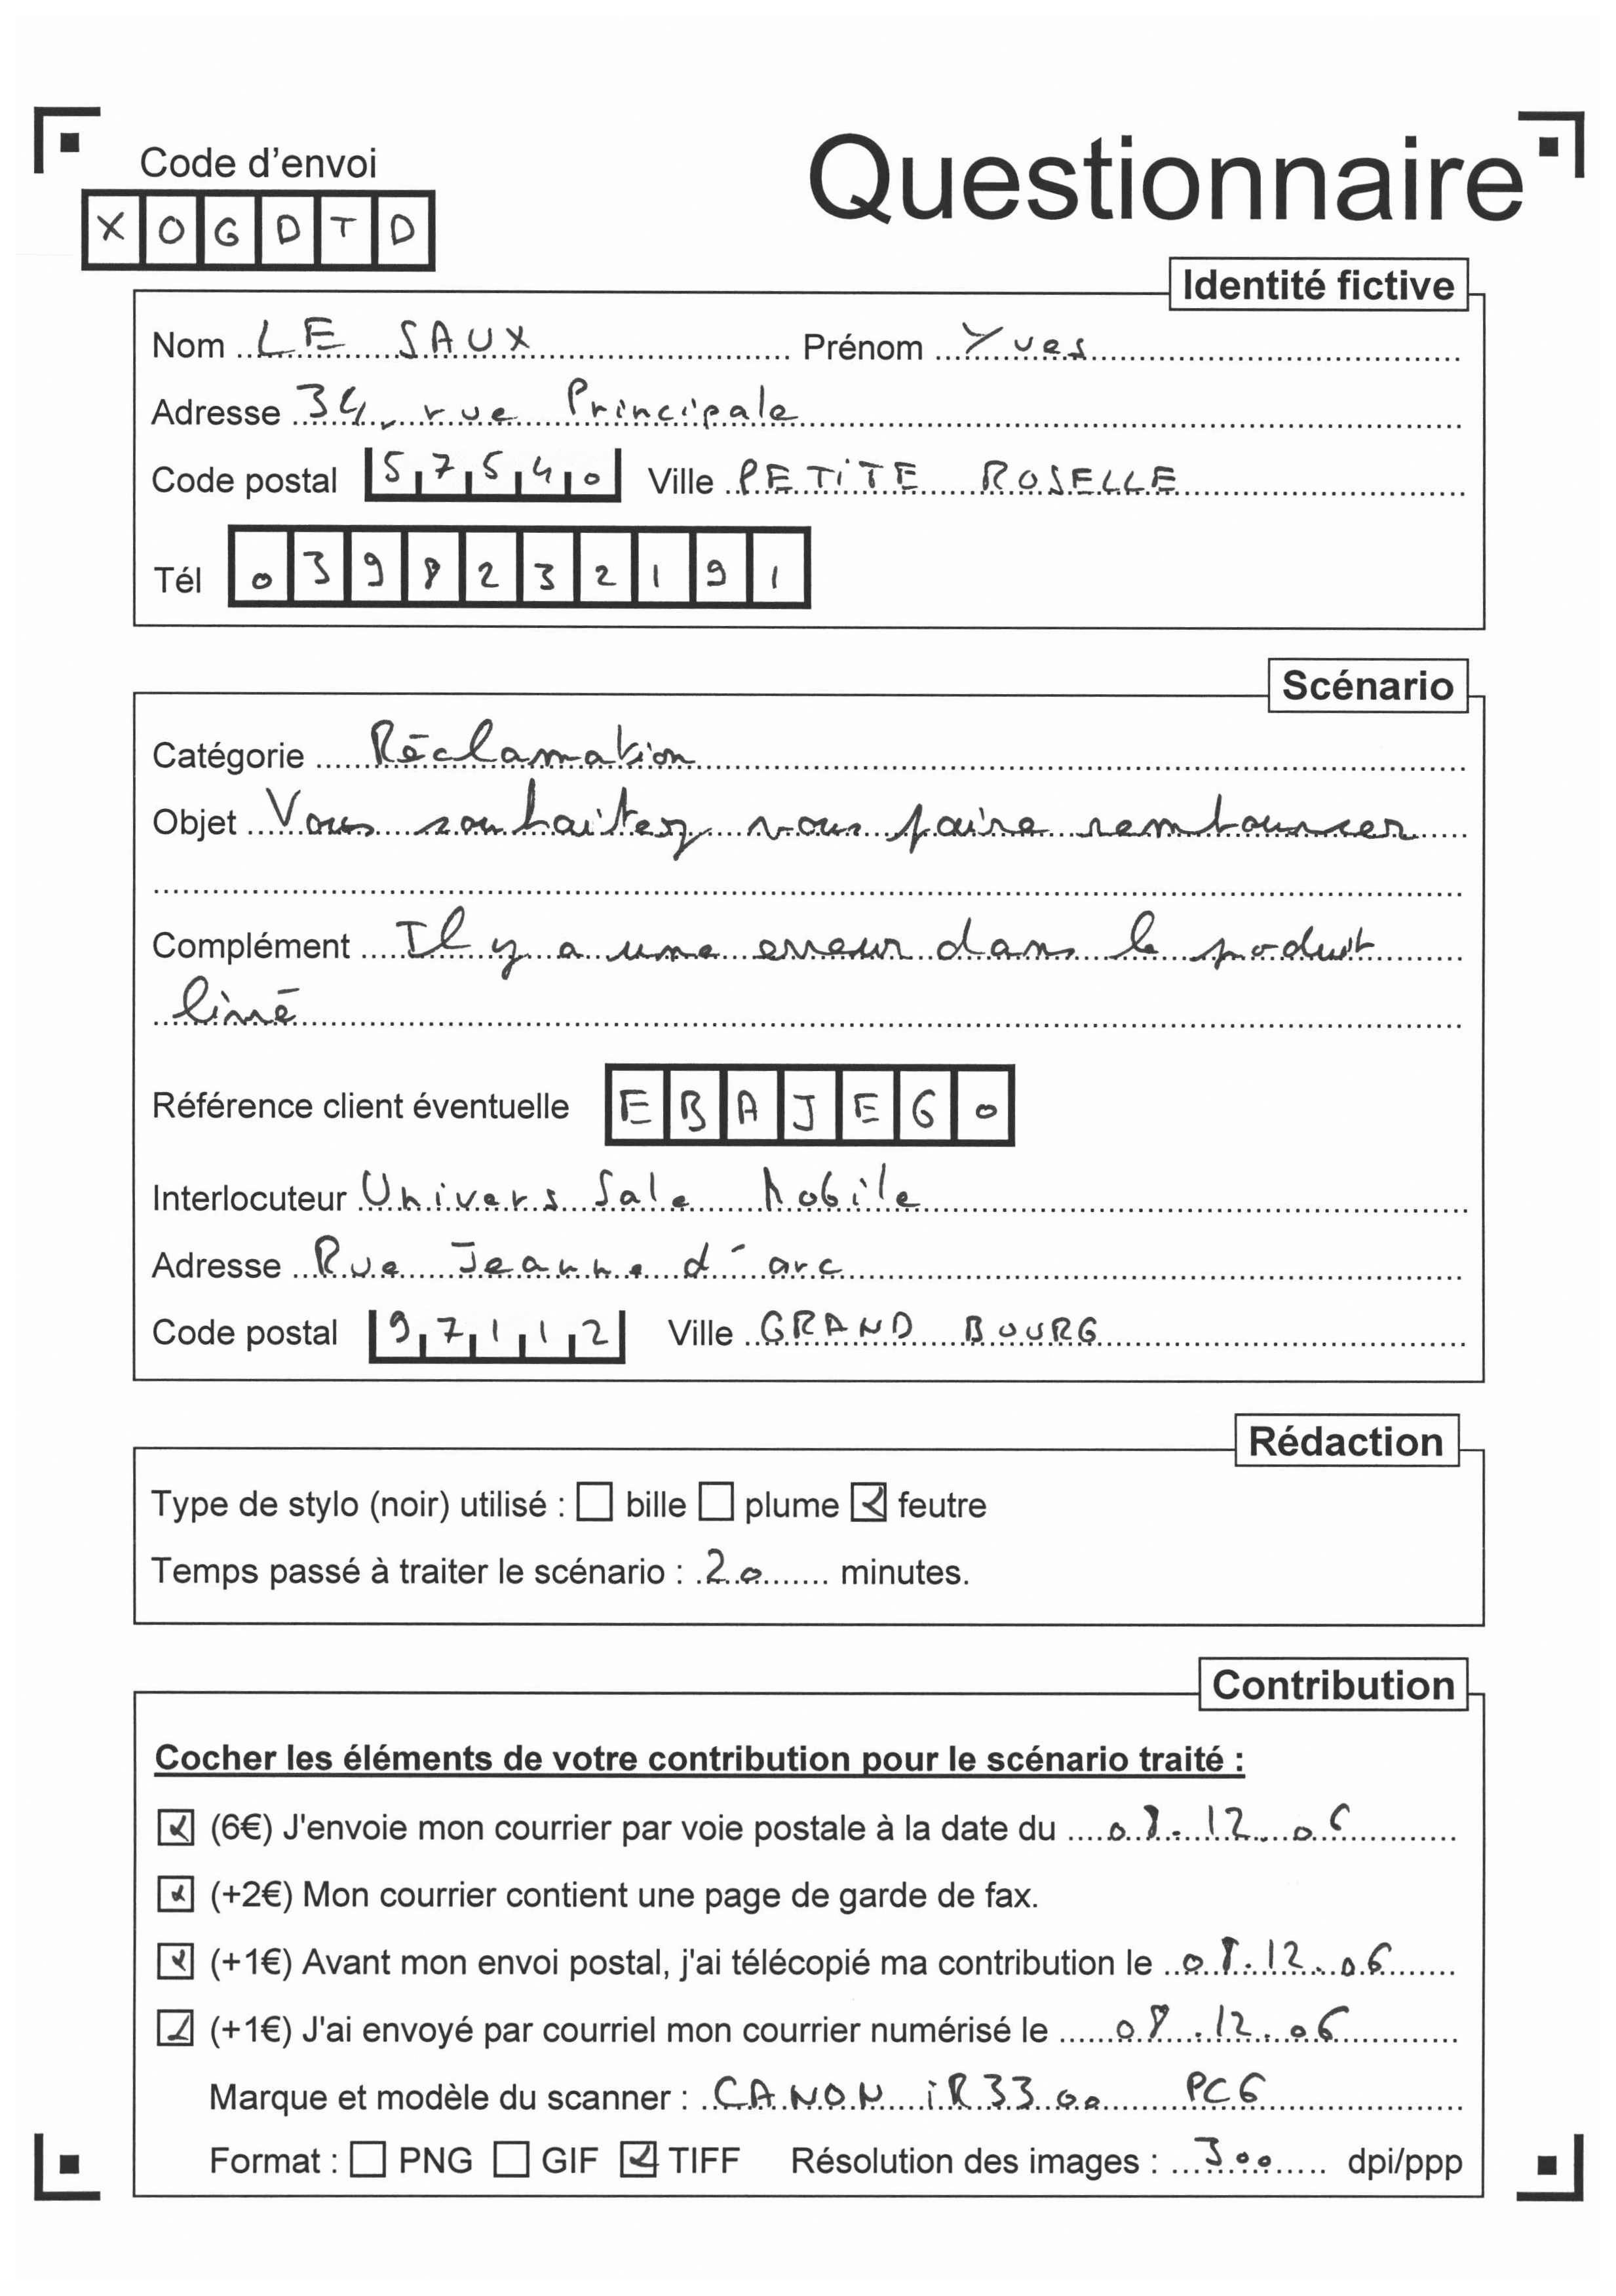 Code d'envoi
Questionnaire
X O G D T D
Identité fictive
Nom LE SAUX Prénom Yves
Adresse 34, rue Principale
Code postal 57540 Ville PETITE ROSELLE
Tél 0398232191
Scénario
Catégorie Réclamation
Objet Vous souhaitez vous faire rembourser
Complément Il y a une erreur dans le produit
livré
Référence client éventuelle E B A J E G 0
Interlocuteur Univers Sale Mobile
Adresse Rue Jeanne d'arc
Code postal 97112 Ville GRAND BOURG
Rédaction
Type de stylo (noir) utilisé : bille plume feutre
Temps passé à traiter le scénario : 20 minutes.
Contribution
Cocher les éléments de votre contribution pour le scénario traité :
(6€) J'envoie mon courrier par voie postale à la date du 08.12.06
(+2€) Mon courrier contient une page de garde de fax.
(+1€) Avant mon envoi postal, j'ai télécopié ma contribution le 08.12.06
(+1€) J'ai envoyé par courriel mon courrier numérisé le 08.12.06
Marque et modèle du scanner : CANON iR3300 PC6
Format : PNG GIF TIFF Résolution des images : 300 dpi/ppp